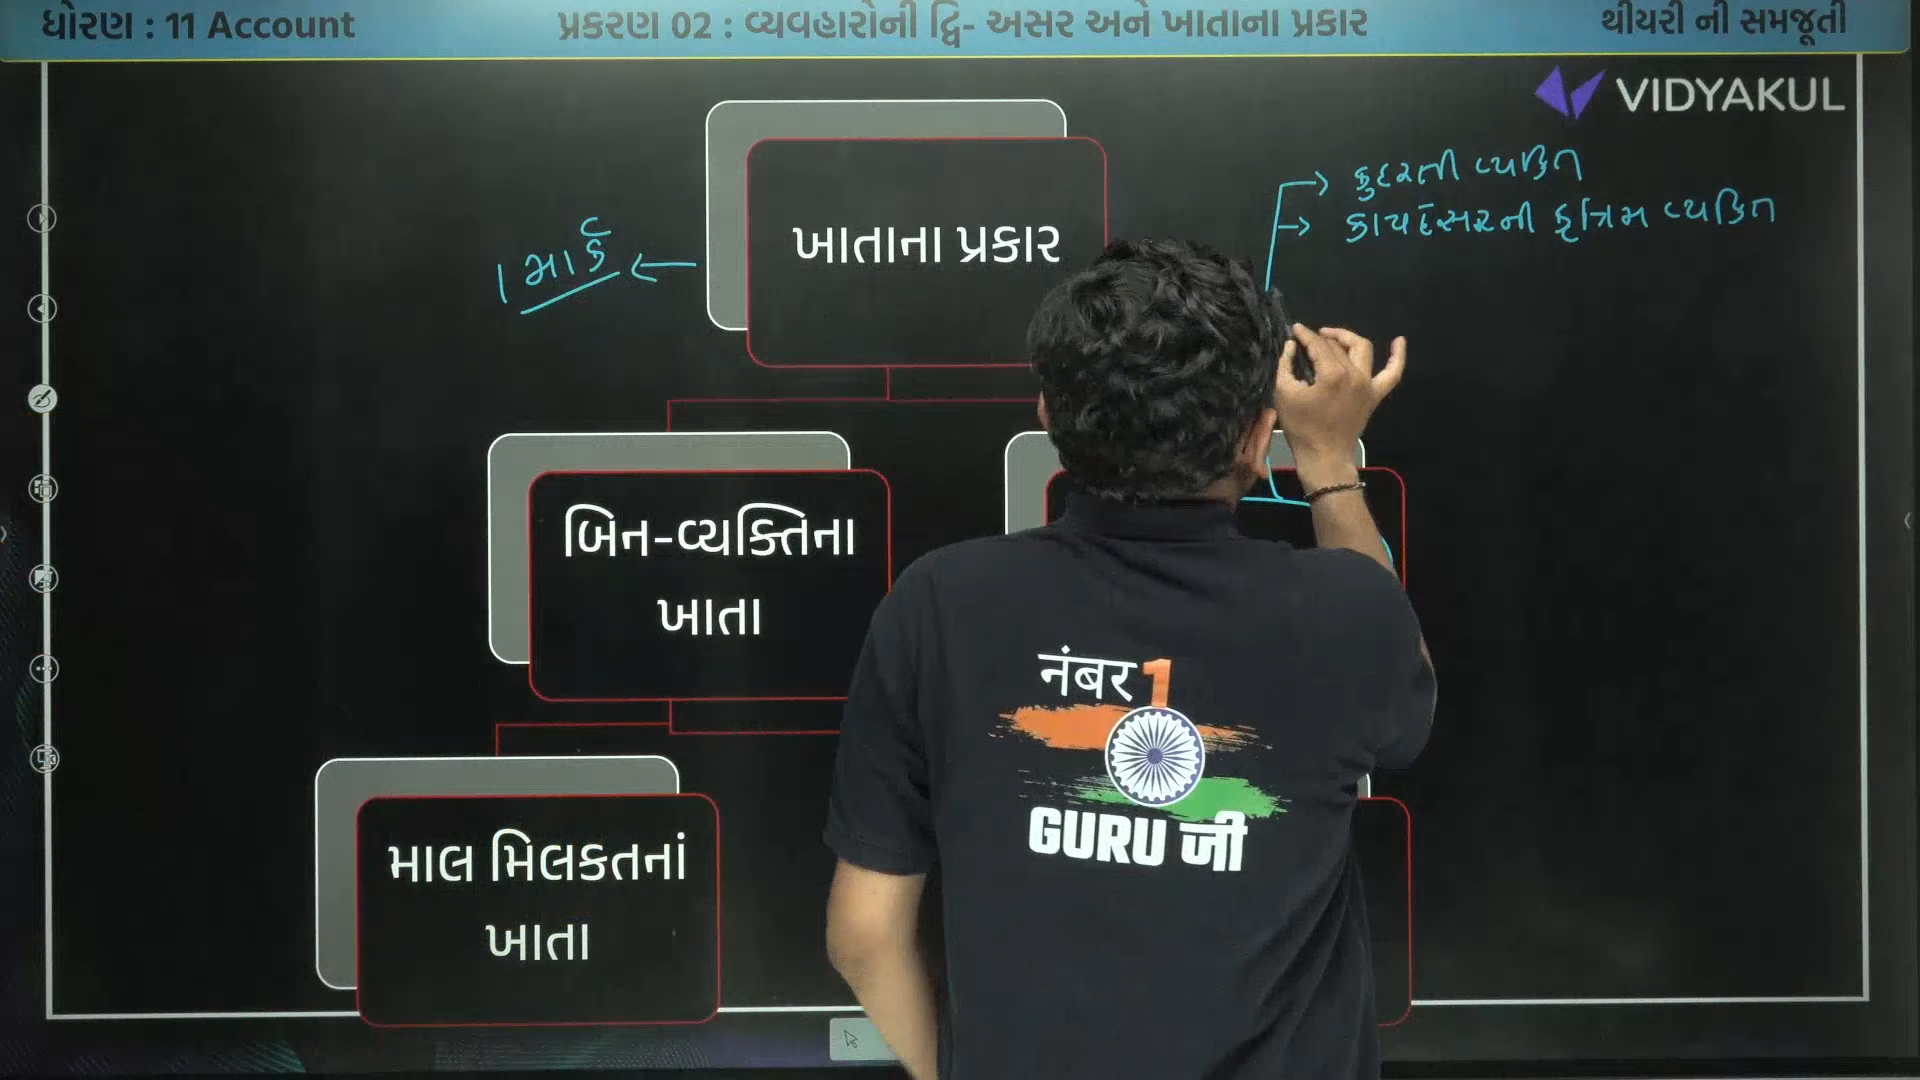 ધોરણ : 11 Account
પ્રકરણ 02 : વ્યવહારોની દ્વિ- અસર અને ખાતાના પ્રકાર
થીયરી ની સમજૂતી
VIDYAKUL
કુદરતી વ્યકિત
કાયદેસરની કૃત્રિમ વ્યકિત
ખાતાના પ્રકાર
1 માર્ક
બિન-વ્યક્તિના
ખાતા
नंबर 1
GURU जी
માલ મિલકતનાં
ખાતા